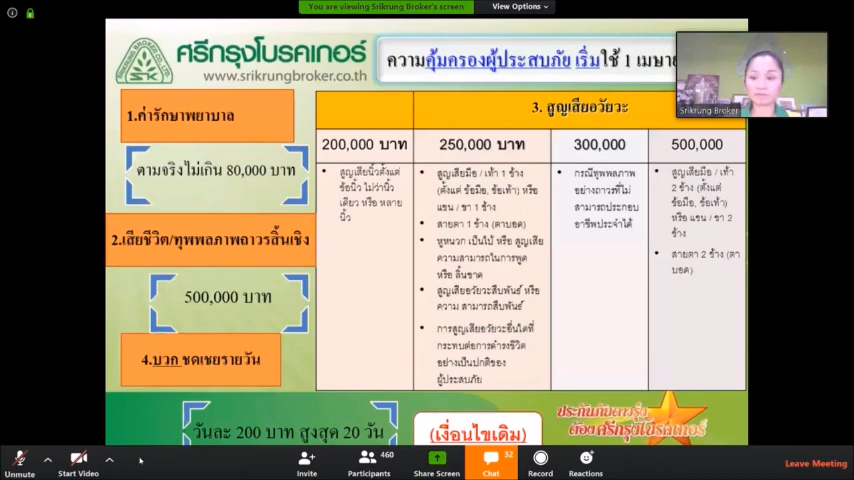 You are viewing Srikrung Broker's screen
View Options
ศรีกรุงโบรคเกอร์
www.srikrungbroker.co.th
ความคุ้มครองผู้ประสบภัย เริ่มใช้ 1 เมษาย
Srikrung Broker
1.ค่ารักษาพยาบาล
ตามจริงไม่เกิน 80,000 บาท
2.เสียชีวิต/ทุพพลภาพถาวรสิ้นเชิง
500,000 บาท
4.บวก ชดเชยรายวัน
วันละ 200 บาท สูงสุด 20 วัน
3. สูญเสียอวัยวะ
200,000 บาท
• สูญเสียนิ้วตั้งแต่
ข้อนิ้ว ไม่ว่านิ้ว
เดียว หรือ หลาย
นิ้ว
250,000 บาท
• สูญเสียมือ / เท้า 1 ข้าง
(ตั้งแต่ ข้อมือ, ข้อเท้า) หรือ
แขน / ขา 1 ข้าง
• สายตา 1 ข้าง (ตาบอด)
• หูหนวก เป็นใบ้ หรือ สูญเสีย
ความสามารถในการพูด
หรือ ลิ้นขาด
• สูญเสียอวัยวะสืบพันธ์ หรือ
ความ สามารถสืบพันธ์
• การสูญเสียอวัยวะอื่นใดที่
กระทบต่อการดำรงชีวิต
อย่างเป็นปกติของ
ผู้ประสบภัย
300,000
• กรณีทุพพลภาพ
อย่างถาวรที่ไม่
สามารถประกอบ
อาชีพประจำได้
500,000
• สูญเสียมือ / เท้า
2 ข้าง (ตั้งแต่
ข้อมือ, ข้อเท้า)
หรือ แขน / ขา 2
ข้าง
• สายตา 2 ข้าง (ตา
บอด)
(เงื่อนไขเดิม)
ต้องศรีกรุงโบรคเกอร์
Unmute
Start Video
Invite
460
Participants
Share Screen
32
Chat
Record
Reactions
Leave Meeting